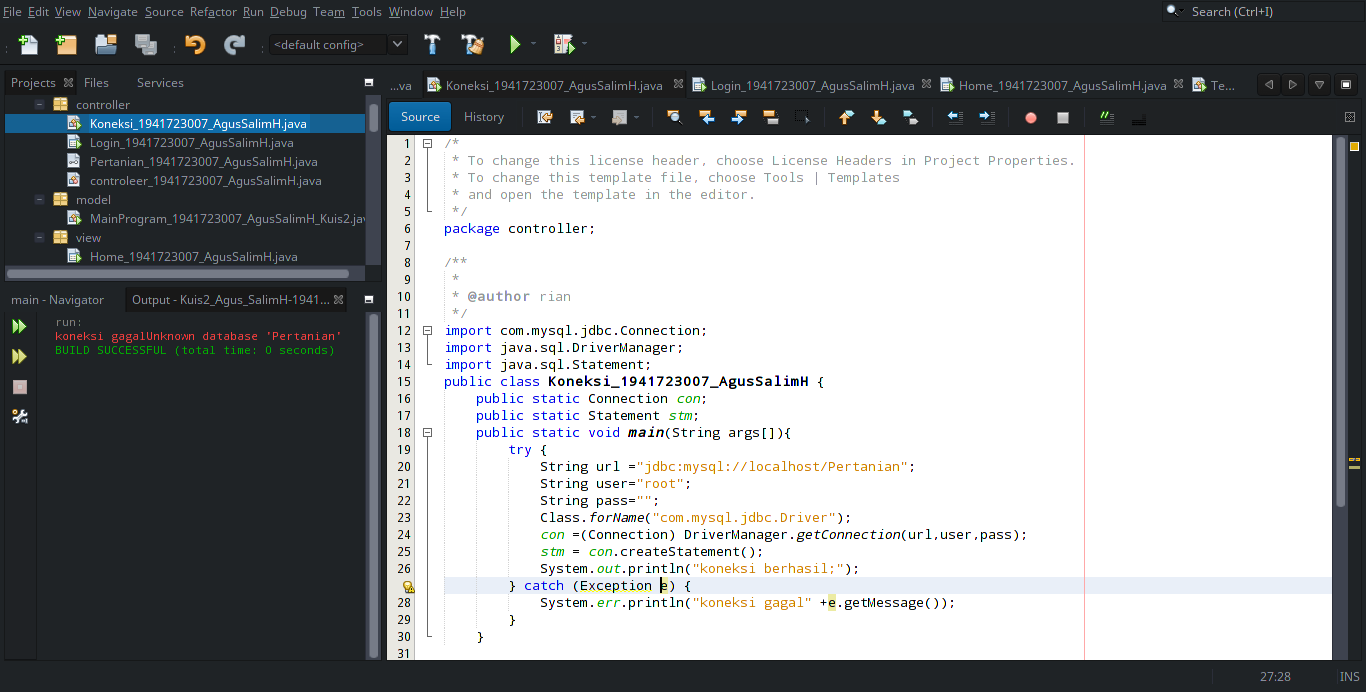 File Edit View Navigate Source Refactor Run Debug Team Tools Window Help
Search (Ctrl+I)
<default config>
Projects Files Services
controller
Koneksi_1941723007_AgusSalimH.java
Login_1941723007_AgusSalimH.java
Pertanian_1941723007_AgusSalimH.java
controleer_1941723007_AgusSalimH.java
model
MainProgram_1941723007_AgusSalimH_Kuis2.jav
view
Home_1941723007_AgusSalimH.java
main - Navigator
Output - Kuis2_Agus_SalimH-1941...
run:
koneksi gagalUnknown database 'Pertanian'
BUILD SUCCESSFUL (total time: 0 seconds)
...va Koneksi_1941723007_AgusSalimH.java Login_1941723007_AgusSalimH.java Home_1941723007_AgusSalimH.java Te...
Source History
1 /*
2 * To change this license header, choose License Headers in Project Properties.
3 * To change this template file, choose Tools | Templates
4 * and open the template in the editor.
5 */
6 package controller;
7
8 /**
9 *
10 * @author rian
11 */
12 import com.mysql.jdbc.Connection;
13 import java.sql.DriverManager;
14 import java.sql.Statement;
15 public class Koneksi_1941723007_AgusSalimH {
16 public static Connection con;
17 public static Statement stm;
18 public static void main(String args[]){
19 try {
20 String url ="jdbc:mysql://localhost/Pertanian";
21 String user="root";
22 String pass="";
23 Class.forName("com.mysql.jdbc.Driver");
24 con =(Connection) DriverManager.getConnection(url,user,pass);
25 stm = con.createStatement();
26 System.out.println("koneksi berhasil;");
} catch (Exception e) {
28 System.err.println("koneksi gagal" +e.getMessage());
29 }
30 }
31
27:28 INS